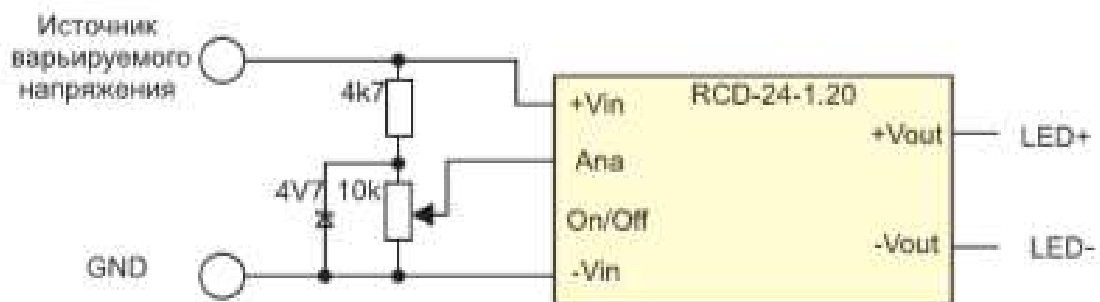 Источник
варьируемого
напряжения
4k7
4V7 10k
GND
RCD-24-1.20
+Vin
Ana
On/Off
-Vin
+Vout
-Vout
LED+
LED-